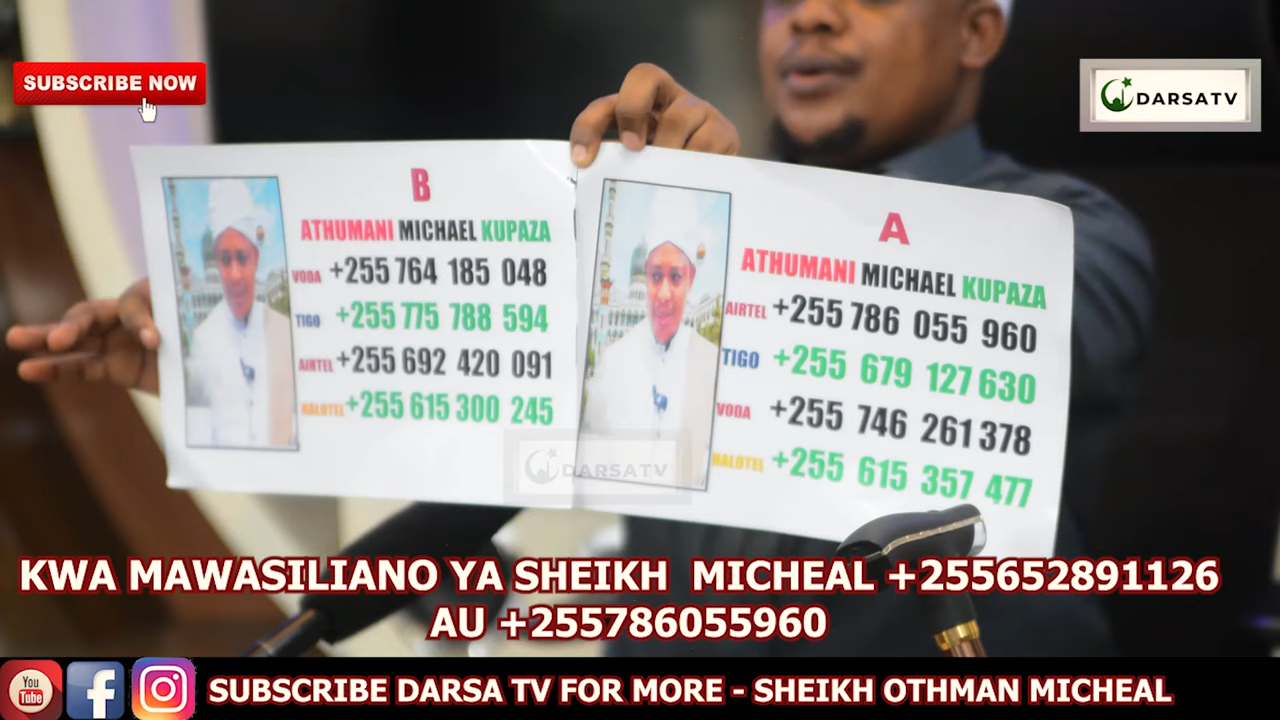 SUBSCRIBE NOW
DARSATV
B
ATHUMANI MICHAEL KUPAZA
VODA +255 764 185 048
TIGO +255 775 788 594
AIRTEL +255 692 420 091
HALOTEL +255 615 300 245
A
ATHUMANI MICHAEL KUPAZA
AIRTEL +255 786 055 960
TIGO +255 679 127 630
VODA +255 746 261 378
HALOTEL +255 615 357 477
DARSATV
KWA MAWASILIANO YA SHEIKH MICHEAL +255652891126
AU +255786055960
You Tube
SUBSCRIBE DARSA TV FOR MORE - SHEIKH OTHMAN MICHEAL